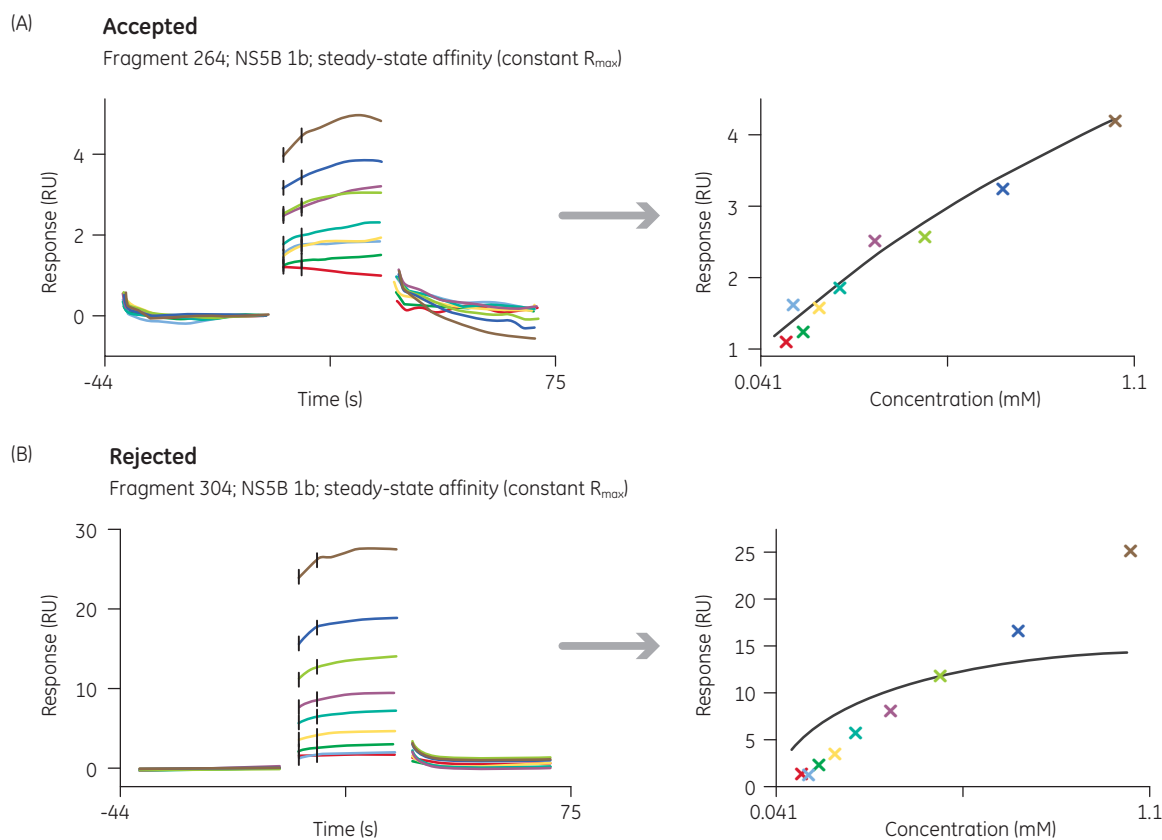 (A)
Accepted
Fragment 264; NS5B 1b; steady-state affinity (constant Rmax)
Response (RU)
4
2
0
-44
75
Time (s)
Response (RU)
4
3
2
1
0.041
1.1
Concentration (mM)
(B)
Rejected
Fragment 304; NS5B 1b; steady-state affinity (constant Rmax)
Response (RU)
30
20
10
0
-44
75
Time (s)
Response (RU)
25
20
15
10
5
0
0.041
1.1
Concentration (mM)